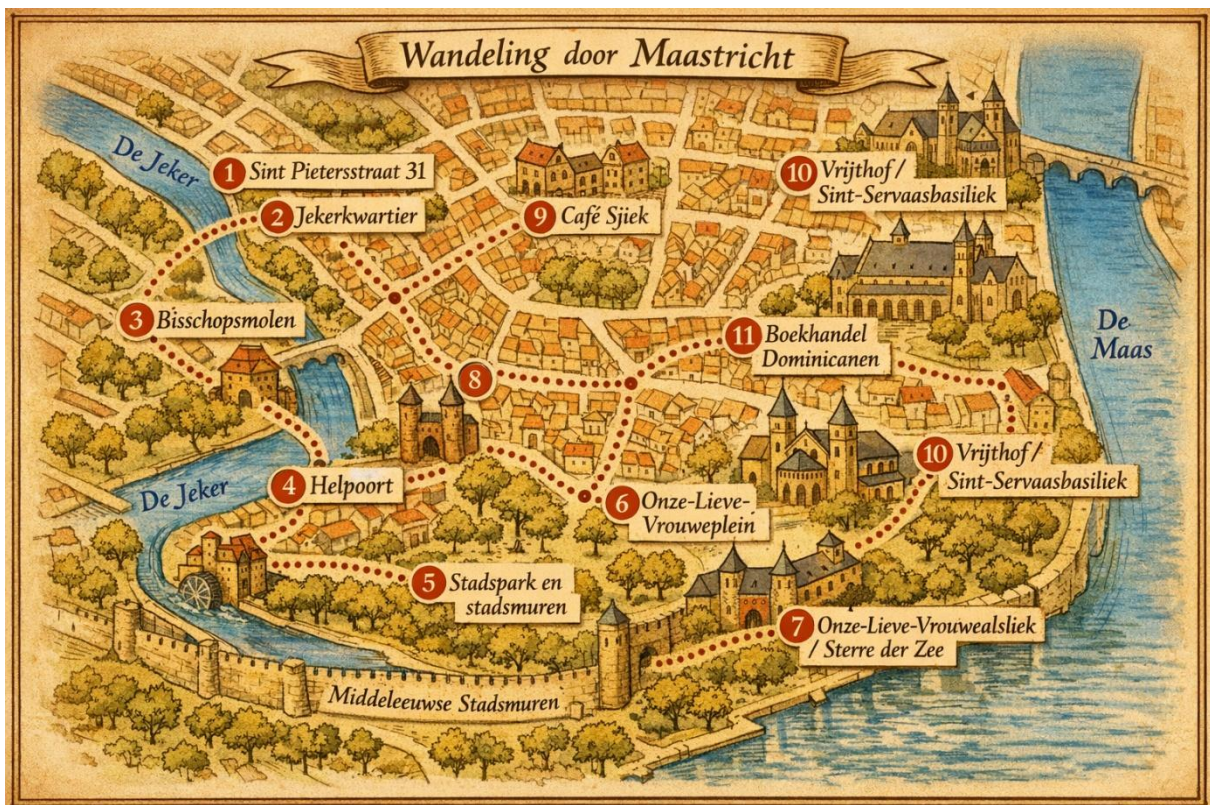 Wandeling door Maastricht
De Jeker
1 Sint Pietersstraat 31
2 Jekerkwartier
9 Café Sjiek
10 Vrijthof /
Sint-Servaasbasiliek
3 Bisschopsmolen
11 Boekhandel
Dominicanen
De
Maas
8
10 Vrijthof /
Sint-Servaasbasiliek
De Jeker
4 Helpoort
6 Onze-Lieve-
Vrouweplein
5 Stadspark en
stadsmuren
7 Onze-Lieve-Vrouwealsliek
/ Sterre der Zee
Middeleeuwse Stadsmuren